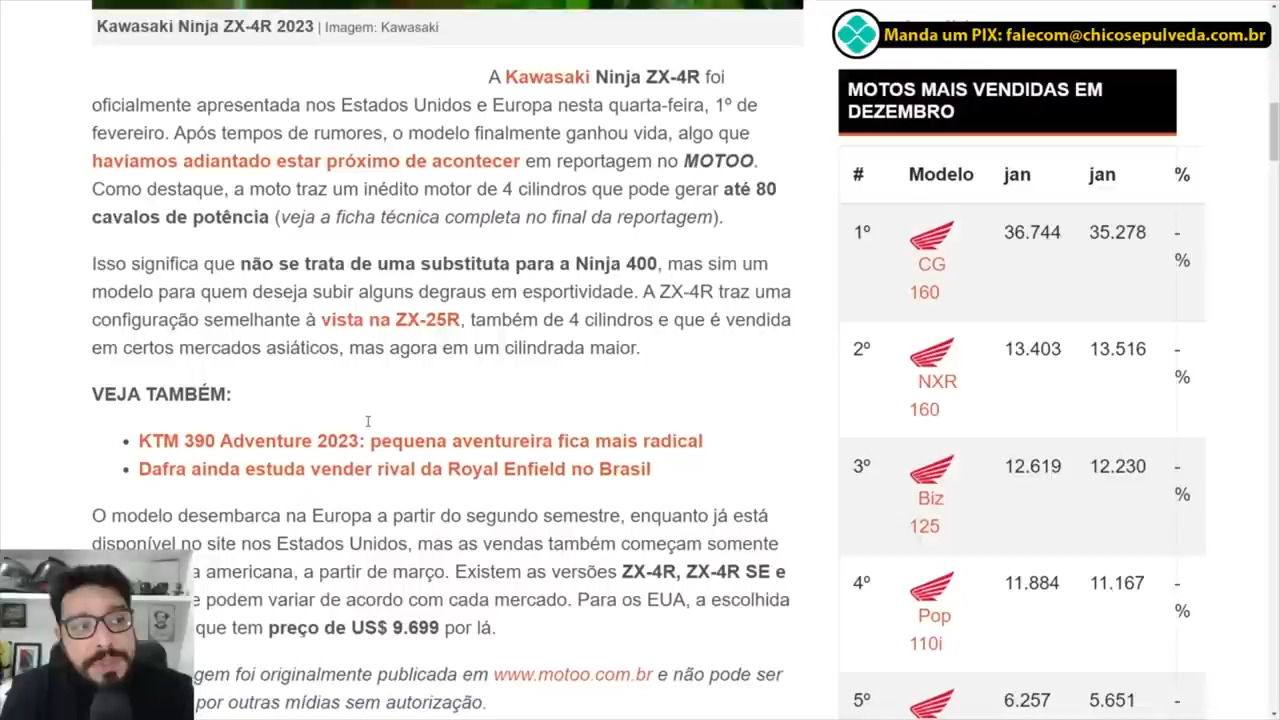 Kawasaki Ninja ZX-4R 2023 | Imagem: Kawasaki
A Kawasaki Ninja ZX-4R foi
oficialmente apresentada nos Estados Unidos e Europa nesta quarta-feira, 1º de
fevereiro. Após tempos de rumores, o modelo finalmente ganhou vida, algo que
havíamos adiantado estar próximo de acontecer em reportagem no MOTOO.
Como destaque, a moto traz um inédito motor de 4 cilindros que pode gerar até 80
cavalos de potência (veja a ficha técnica completa no final da reportagem).
Isso significa que não se trata de uma substituta para a Ninja 400, mas sim um
modelo para quem deseja subir alguns degraus em esportividade. A ZX-4R traz uma
configuração semelhante à vista na ZX-25R, também de 4 cilindros e que é vendida
em certos mercados asiáticos, mas agora em um cilindrada maior.
VEJA TAMBÉM:
• KTM 390 Adventure 2023: pequena aventureira fica mais radical
• Dafra ainda estuda vender rival da Royal Enfield no Brasil
O modelo desembarca na Europa a partir do segundo semestre, enquanto já está
disponível no site nos Estados Unidos, mas as vendas também começam somente
a americana, a partir de março. Existem as versões ZX-4R, ZX-4R SE e
e podem variar de acordo com cada mercado. Para os EUA, a escolhida
que tem preço de US$ 9.699 por lá.
gem foi originalmente publicada em www.motoo.com.br e não pode ser
por outras mídias sem autorização.
Manda um PIX: falecom@chicosepulveda.com.br
MOTOS MAIS VENDIDAS EM
DEZEMBRO
# Modelo jan jan %
1º CG 160 36.744 35.278 - %
2º NXR 160 13.403 13.516 - %
3º Biz 125 12.619 12.230 - %
4º Pop 110i 11.884 11.167 - %
5º 6.257 5.651 -